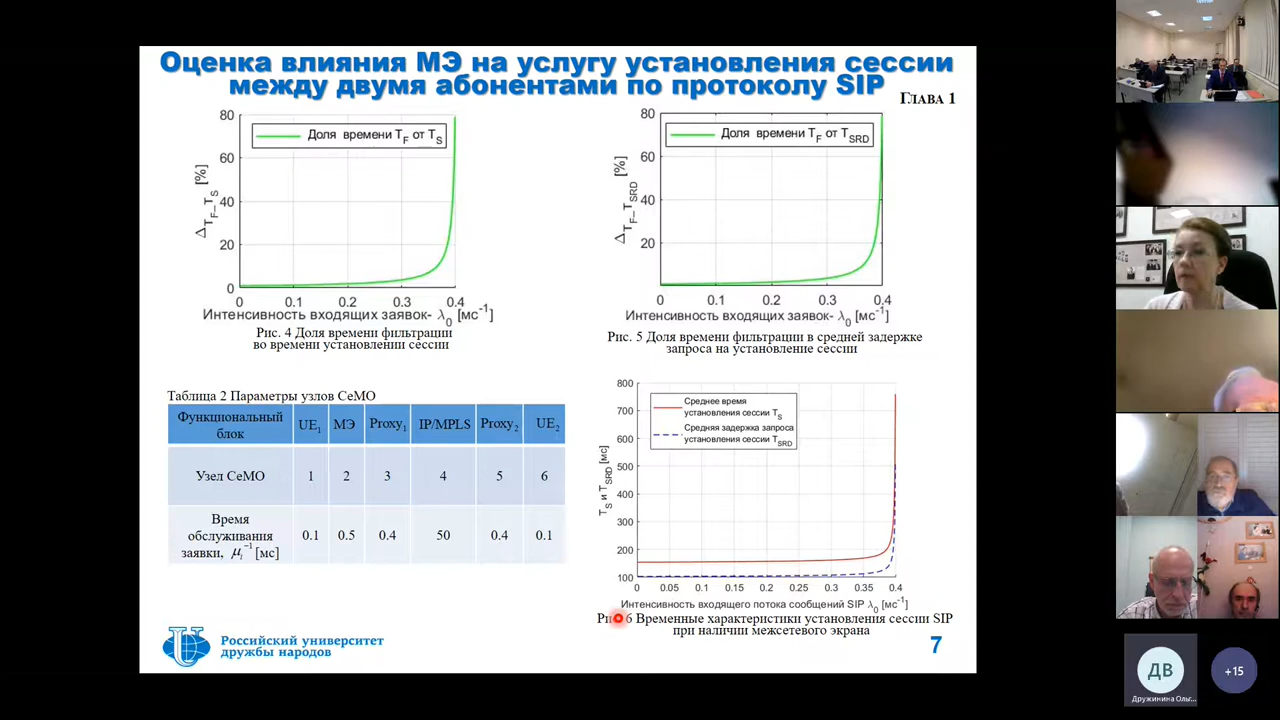 Оценка влияния МЭ на услугу установления сессии
между двумя абонентами по протоколу SIP
Глава 1
80
60
40
20
0
0
0.1
0.2
0.3
0.4
Доля времени T_F от T_S
Δ T_F_T_S [%]
Интенсивность входящих заявок- λ_0 [мс^-1]
Рис. 4 Доля времени фильтрации
во времени установлении сессии
80
60
40
20
0
0.1
0.2
0.3
0.4
Доля времени T_F от T_SRD
Δ T_F_T_SRD [%]
Интенсивность входящих заявок- λ_0 [мс^-1]
Рис. 5 Доля времени фильтрации в средней задержке
запроса на установление сессии
Таблица 2 Параметры узлов СеМО
Функциональный блок UE_1 МЭ Proxy_1 IP/MPLS Proxy_2 UE_2
Узел СеМО 1 2 3 4 5 6
Время обслуживания заявки, μ_i^-1 [мс] 0.1 0.5 0.4 50 0.4 0.1
800
700
600
500
400
300
200
100
Среднее время
установления сессии T_S
Средняя задержка запроса
установления сессии T_SRD
T_S и T_SRD [мс]
0 0.05 0.1 0.15 0.2 0.25 0.3 0.35 0.4
Интенсивность входящего потока сообщений SIP λ_0 [мс^-1]
Рис. 6 Временные характеристики установления сессии SIP
при наличии межсетевого экрана
Российский университет
дружбы народов
7
ДВ
Дружинина Ольг...
+15